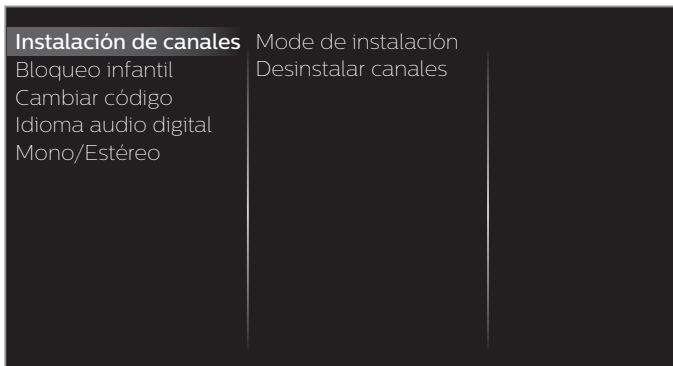 Instalación de canales
Bloqueo infantil
Cambiar código
Idioma audio digital
Mono/Estéreo
Mode de instalación
Desinstalar canales